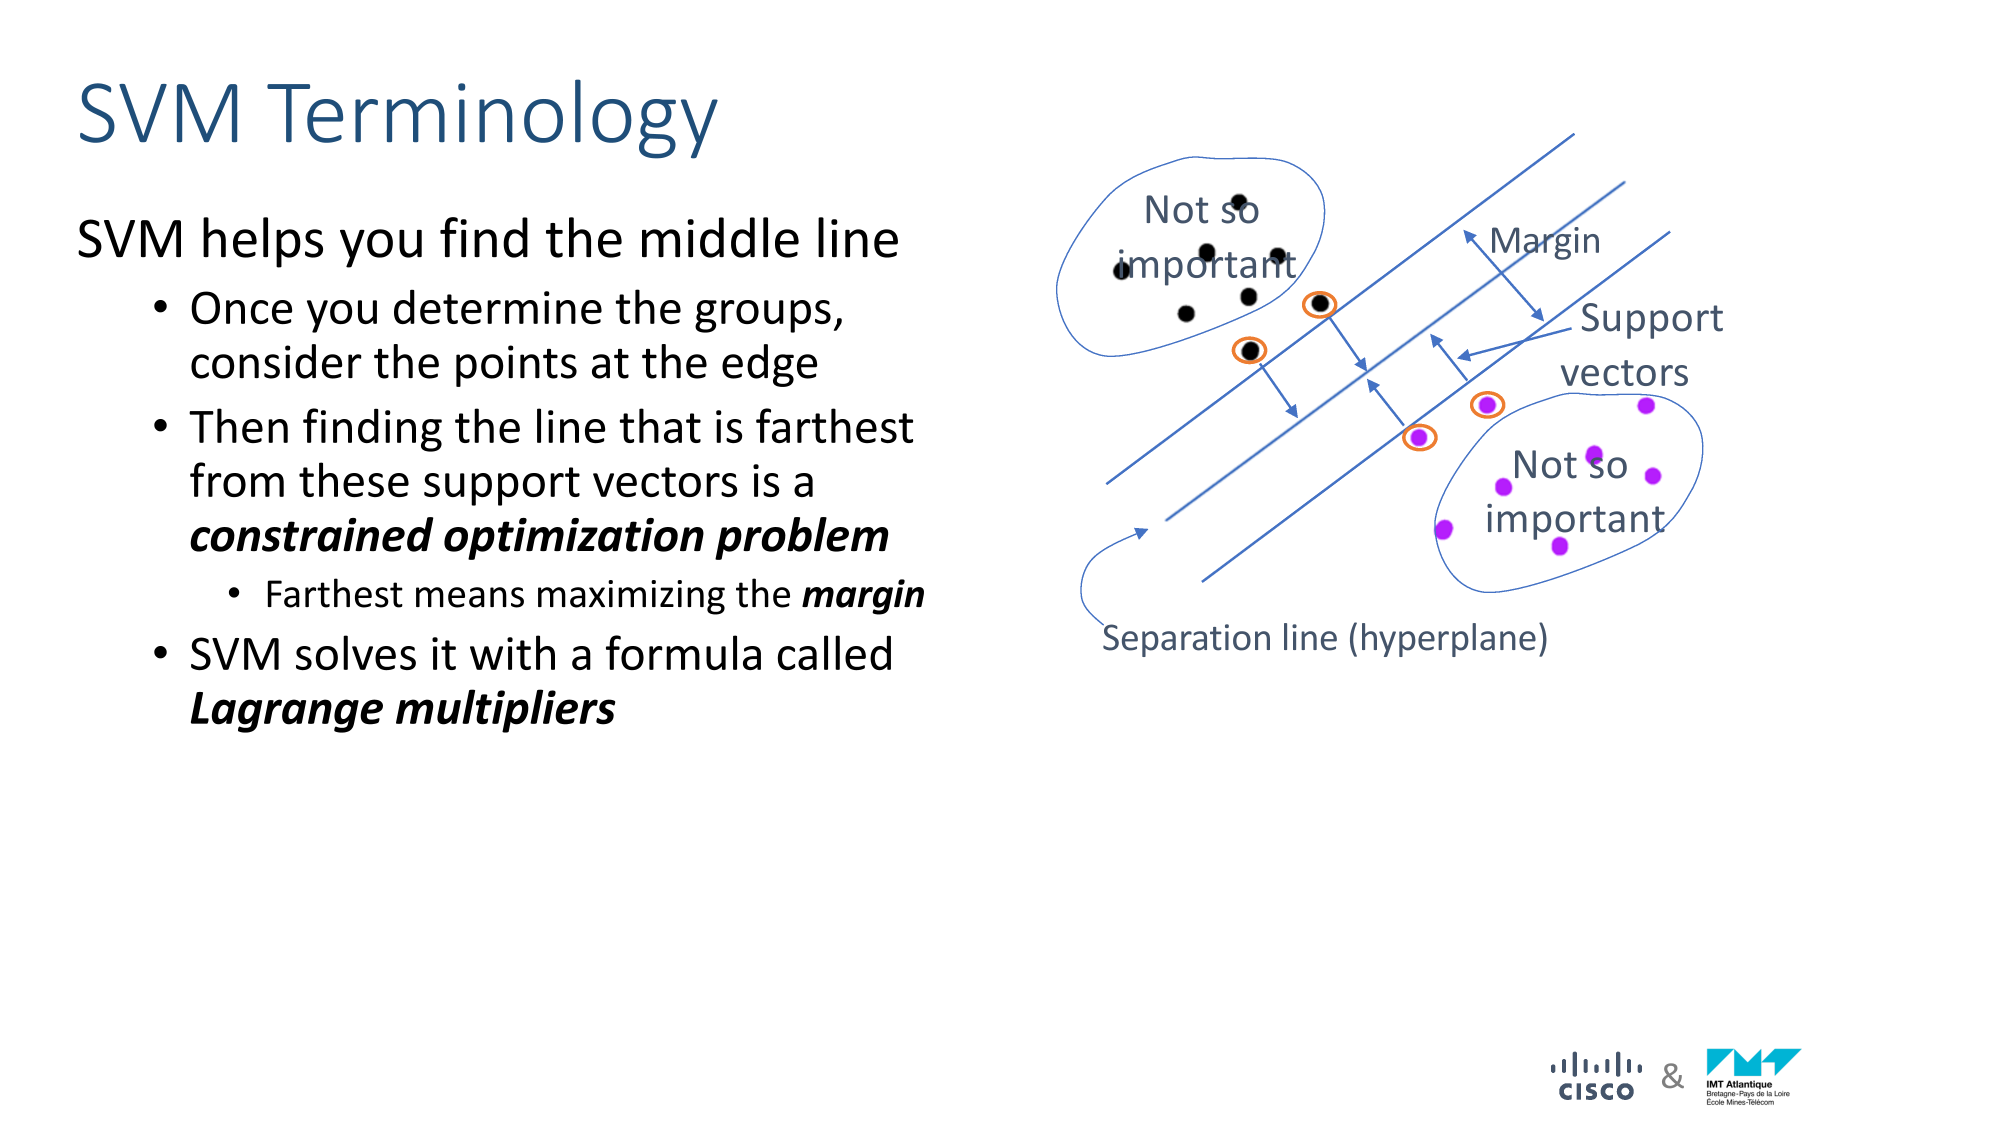 SVM Terminology
SVM helps you find the middle line
• Once you determine the groups,
consider the points at the edge
• Then finding the line that is farthest
from these support vectors is a
constrained optimization problem
• Farthest means maximizing the margin
• SVM solves it with a formula called
Lagrange multipliers
Not so
important
Margin
Support
vectors
Not so
important
Separation line (hyperplane)
CISCO
&
IMT Atlantique
Bretagne-Pays de la Loire
École Mines-Télécom